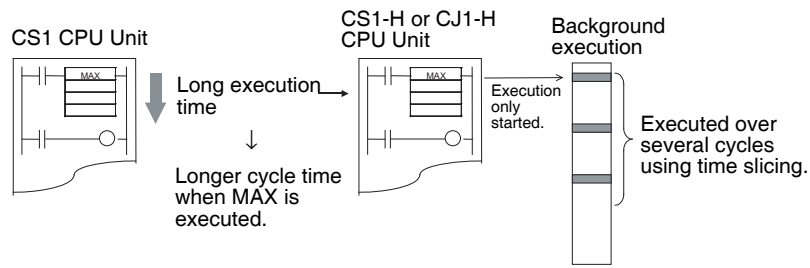 CS1 CPU Unit
MAX
Long execution
time
↓
Longer cycle time
when MAX is
executed.
CS1-H or CJ1-H
CPU Unit
MAX
Execution
only
started.
Background
execution
Executed over
several cycles
using time slicing.